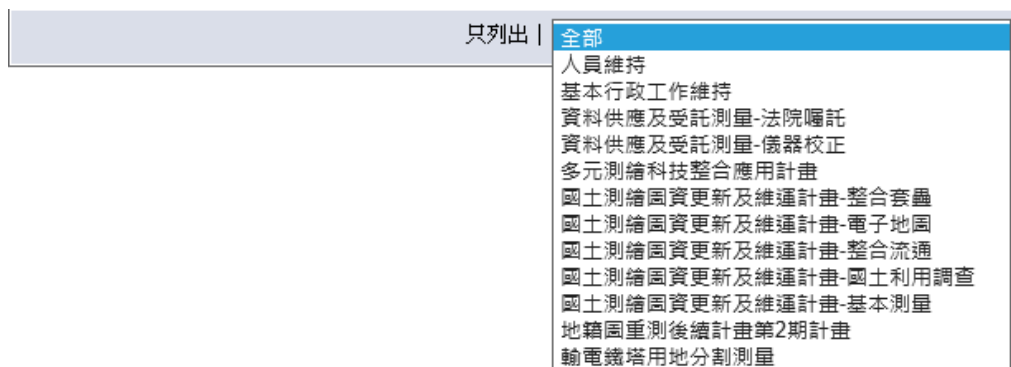 只列出|
全部
人員維持
基本行政工作維持
資料供應及受託測量-法院囑託
資料供應及受託測量-儀器校正
多元測繪科技整合應用計畫
國土測繪圖資更新及維運計畫-整合套疊
國土測繪圖資更新及維運計畫-電子地圖
國土測繪圖資更新及維運計畫-整合流通
國土測繪圖資更新及維運計畫-國土利用調查
國土測繪圖資更新及維運計畫-基本測量
地籍圖重測後續計畫第2期計畫
輸電鐵塔用地分割測量